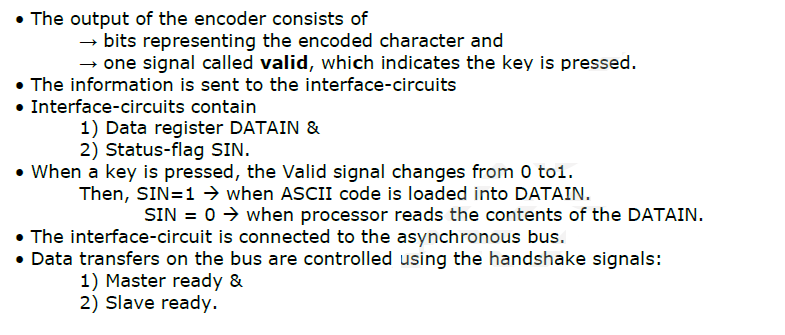 • The output of the encoder consists of
→ bits representing the encoded character and
→ one signal called valid, which indicates the key is pressed.
• The information is sent to the interface-circuits
• Interface-circuits contain
1) Data register DATAIN &
2) Status-flag SIN.
• When a key is pressed, the Valid signal changes from 0 to1.
Then, SIN=1 → when ASCII code is loaded into DATAIN.
SIN = 0 → when processor reads the contents of the DATAIN.
• The interface-circuit is connected to the asynchronous bus.
• Data transfers on the bus are controlled using the handshake signals:
1) Master ready &
2) Slave ready.